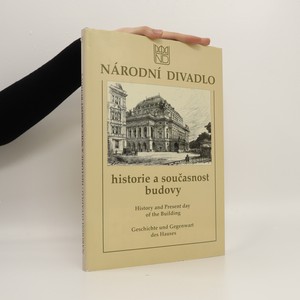 NÁRODNÍ DIVADLO
historie a současnost
budovy
History and Present day
of the Building
Geschichte und Gegenwart
des Hauses